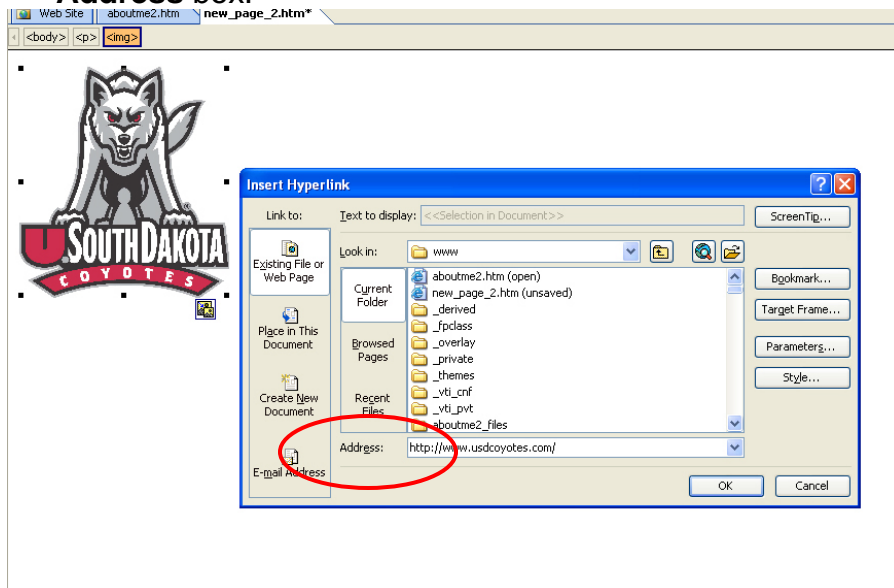 Address box.
Web Site aboutme2.htm new_page_2.htm*
<body> <p> <img>
U. SOUTH DAKOTA
COYOTES
®
Insert Hyperlink
Link to:
Text to display: <<Selection in Document>>
ScreenTip...
Existing File or
Web Page
Place in This
Document
Create New
Document
E-mail Address
Look in: www
Current
Folder
Browsed
Pages
Recent
Files
aboutme2.htm (open)
new_page_2.htm (unsaved)
_derived
_fpclass
_overlay
_private
_themes
_vti_cnf
_vti_pvt
aboutme2_files
Bookmark...
Target Frame...
Parameters...
Style...
Address: http://www.usdcoyotes.com/
OK Cancel